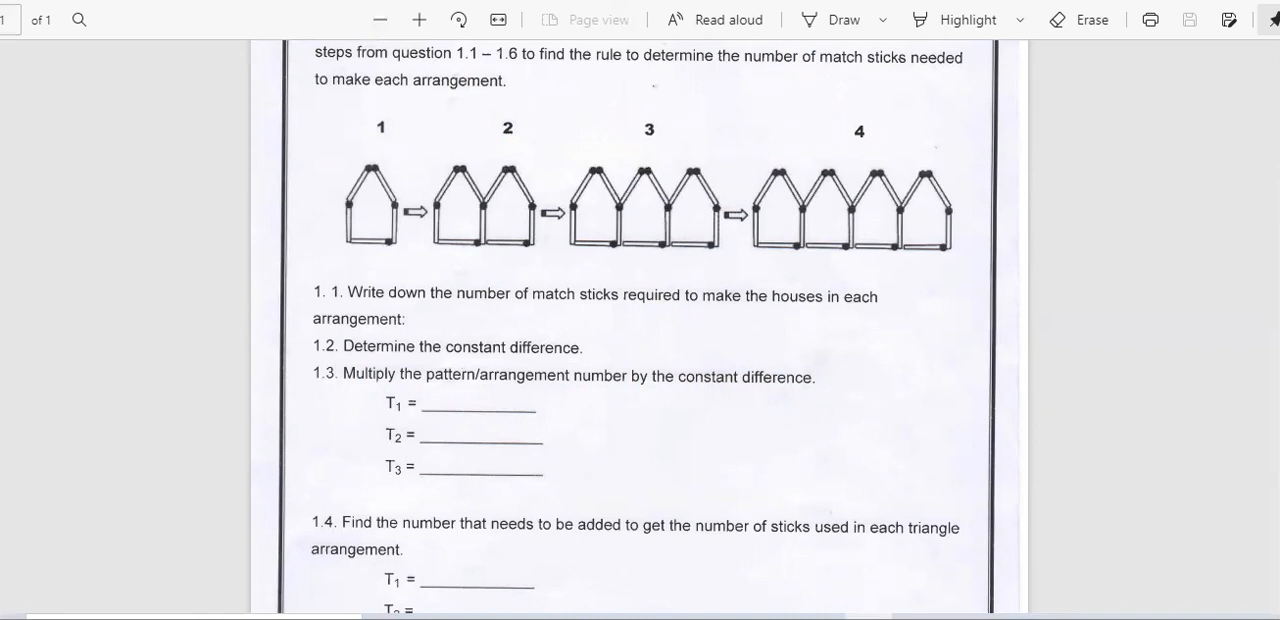 1 of 1 Page view Read aloud Draw Highlight Erase
steps from question 1.1 – 1.6 to find the rule to determine the number of match sticks needed
to make each arrangement.
1 2 3 4
1. 1. Write down the number of match sticks required to make the houses in each
arrangement:
1.2. Determine the constant difference.
1.3. Multiply the pattern/arrangement number by the constant difference.
T₁ = ____________
T₂ = ____________
T₃ = ____________
1.4. Find the number that needs to be added to get the number of sticks used in each triangle
arrangement.
T₁ = ____________